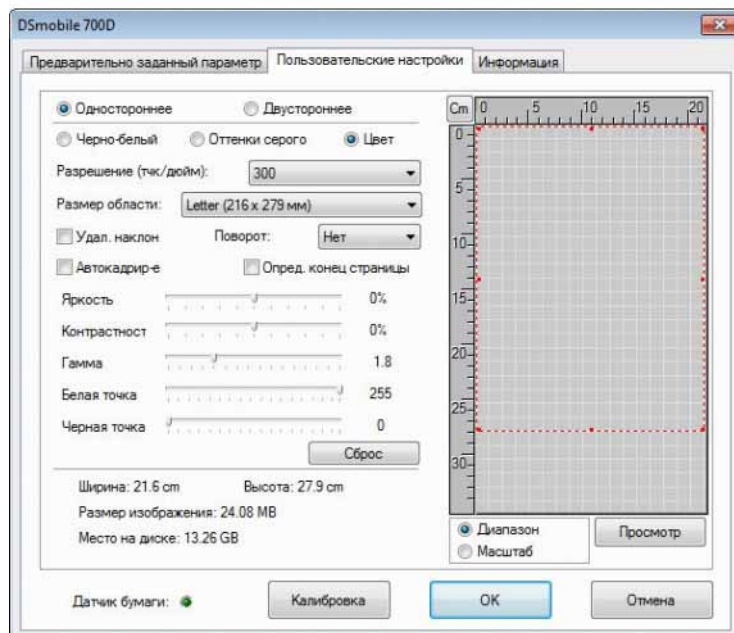 DSmobile 700D
Предварительно заданный параметр Пользовательские настройки Информация
Одностороннее Двустороннее
Черно-белый Оттенки серого Цвет
Разрешение (тчк/дюйм): 300
Размер области: Letter (216 x 279 мм)
Удал. наклон Поворот: Нет
Автокадрир-е Опред. конец страницы
Яркость 0%
Контрастност 0%
Гамма 1.8
Белая точка 255
Черная точка 0
Сброс
Ширина: 21.6 cm Высота: 27.9 cm
Размер изображения: 24.08 MB
Место на диске: 13.26 GB
Cm 0 5 10 15 20
0
5
10
15
20
25
30
Диапазон
Масштаб
Просмотр
Датчик бумаги: Калибровка OK Отмена